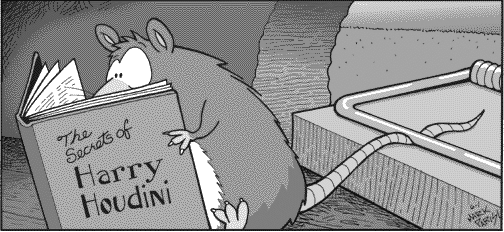 The
Secrets of
Harry
Houdini